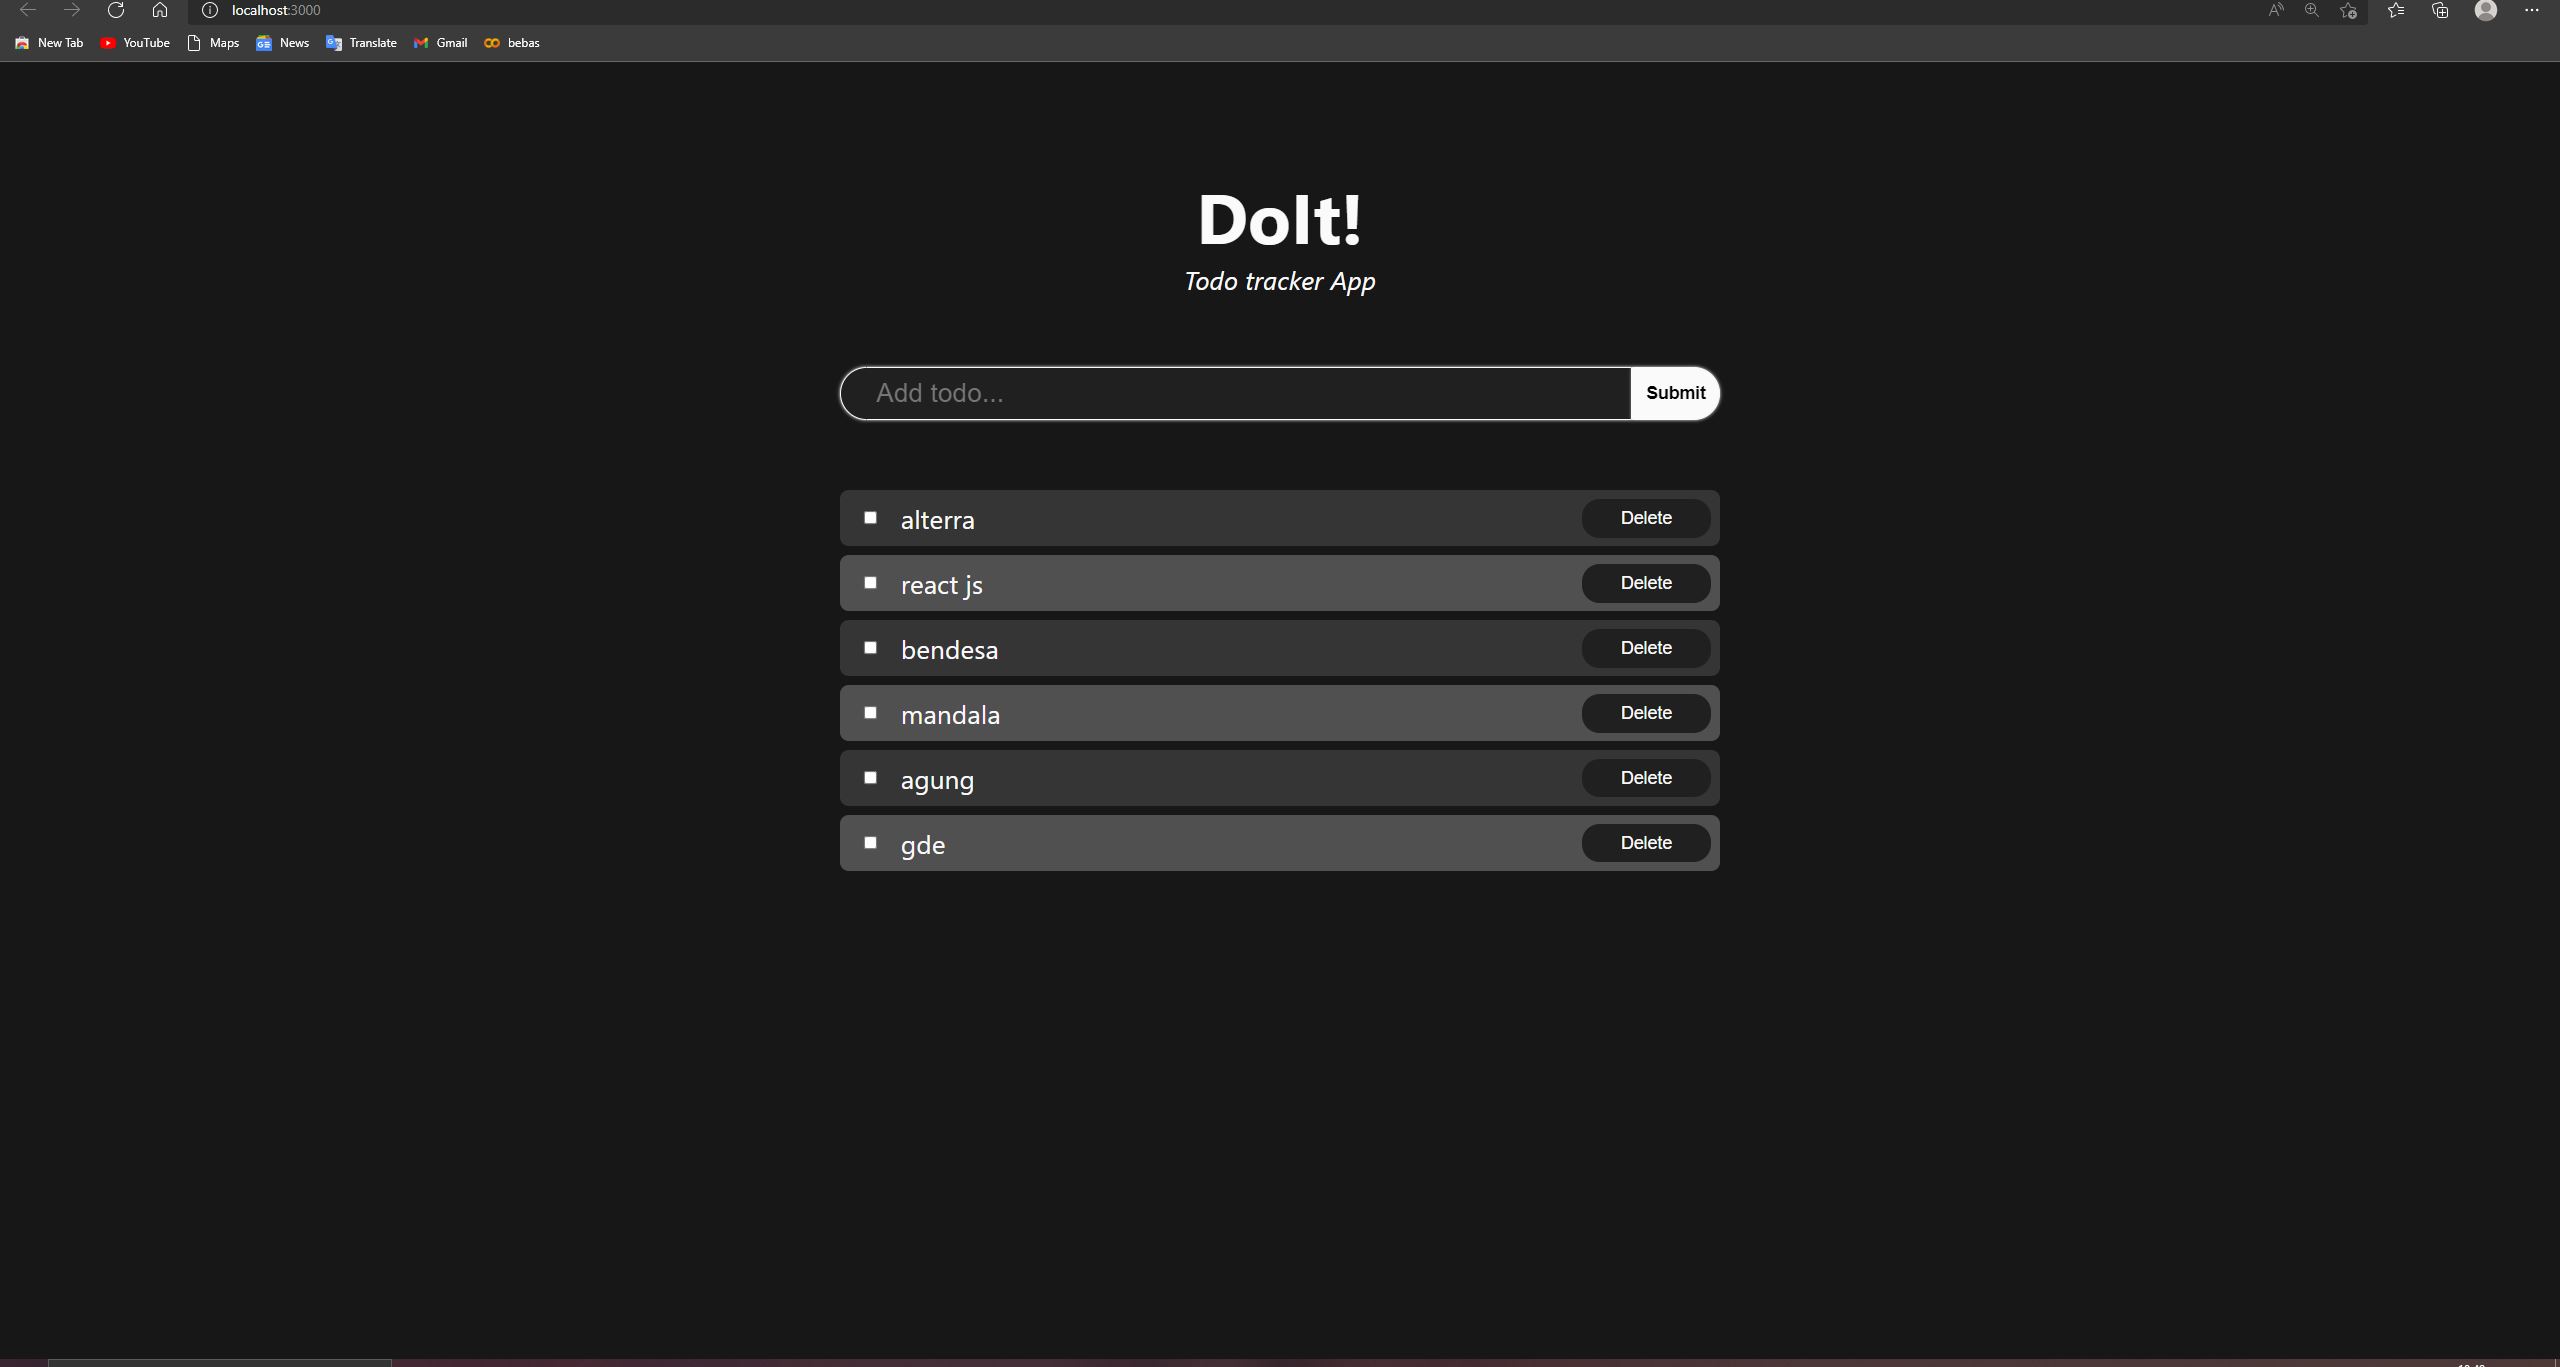 localhost:3000
New Tab YouTube Maps News Translate Gmail bebas
DoIt!
Todo tracker App
Add todo... Submit
alterra Delete
react js Delete
bendesa Delete
mandala Delete
agung Delete
gde Delete